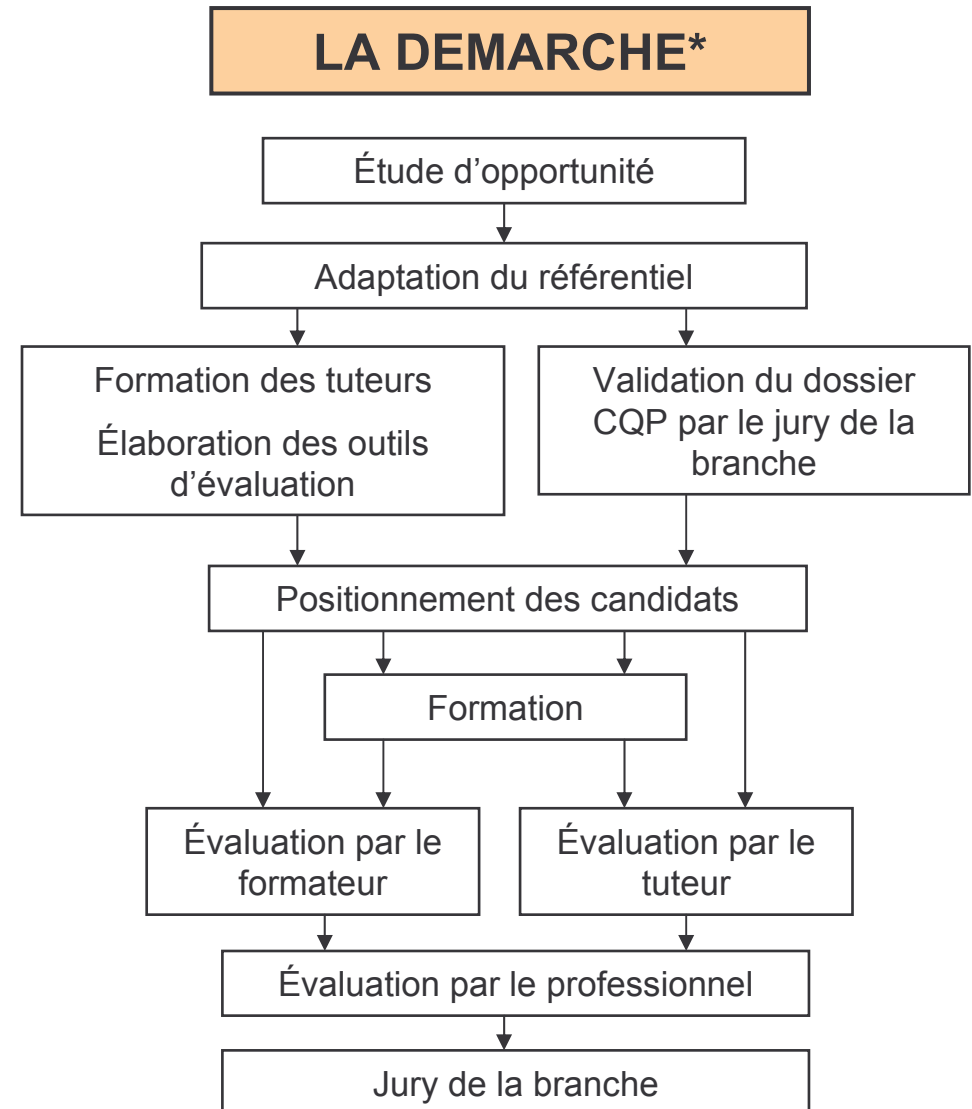 LA DEMARCHE*
Étude d’opportunité
Adaptation du référentiel
Formation des tuteurs
Élaboration des outils
d’évaluation
Validation du dossier
CQP par le jury de la
branche
Positionnement des candidats
Formation
Évaluation par le
formateur
Évaluation par le
tuteur
Évaluation par le professionnel
Jury de la branche